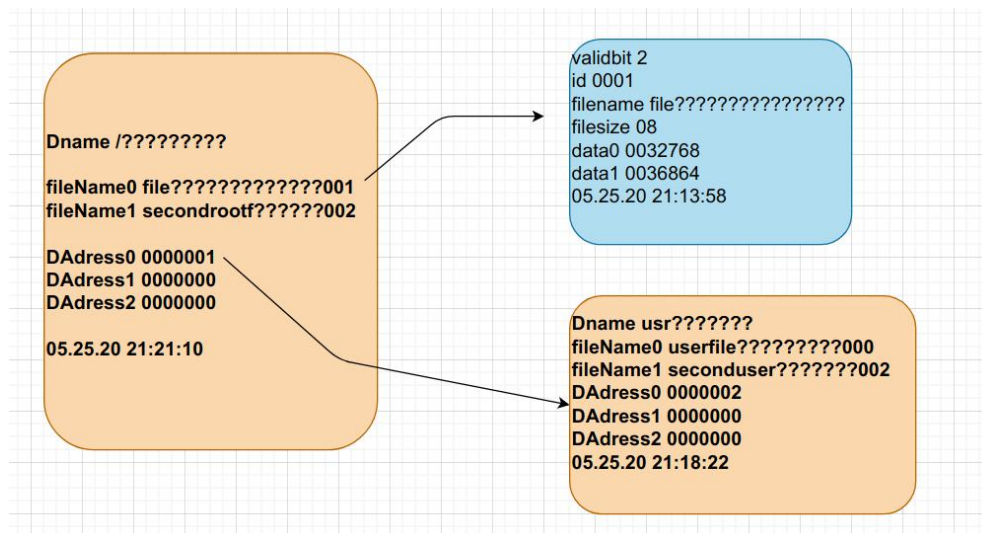 Dname /?????????
fileName0 file?????????????001
fileName1 secondrootf??????002
DAdress0 0000001
DAdress1 0000000
DAdress2 0000000
05.25.20 21:21:10
validbit 2
id 0001
filename file????????????????
filesize 08
data0 0032768
data1 0036864
05.25.20 21:13:58
Dname usr???????
fileName0 userfile?????????000
fileName1 seconduser???????002
DAdress0 0000002
DAdress1 0000000
DAdress2 0000000
05.25.20 21:18:22